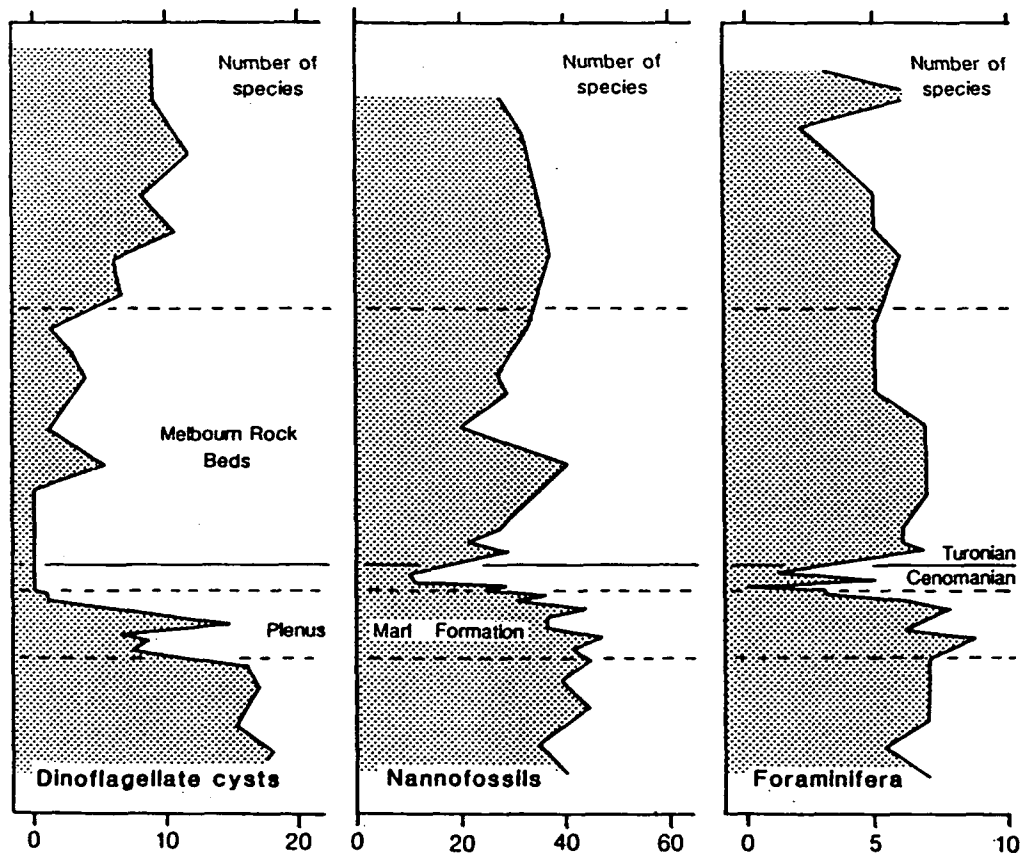 Number of
species
Number of
species
Number of
species
Melbourn Rock
Beds
Turonian
Cenomanian
Plenus
Marl Formation
Dinoflagellate cysts
Nannofossils
Foraminifera
0 10 20
0 20 40 60
0 5 10